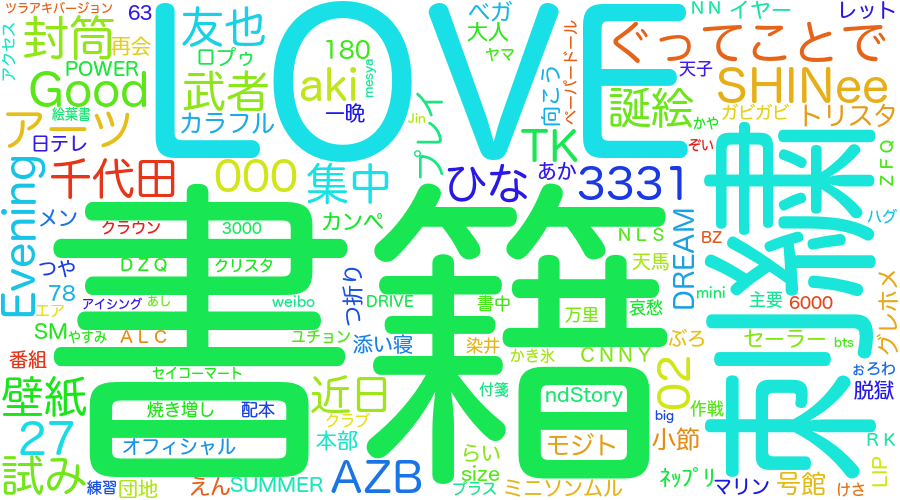 ツラアキバージョン
63
LOVE
友也
ベガ
ＮＮ
イヤー
レット
アクセス
封筒
再会
ロプゥ
180
大人
ヤマ
ペーパードール
ぐってことで
POWER
武者
aki
mesya
向こう
天子
Good
絵葉書
一晩
SHINee
誕絵
ガビガビ
トリスタ
アーツ
カラフル
Jin
プレイ
TK
かや
日テレ
ぞい
ＺＦＱ
千代田
000
集中
ひな
あか
3331
刺繍
Evening
メン
クラウン
3000
カンペ
ＮＬＳ
DREAM
BZ
ハグ
書籍
つや
ＤＺＱ
クリスタ
つ折り
天馬
78
アイシング
あし
weibo
DRIVE
書中
万里
哀愁
mini
主要
6000
グレホメ
エア
SM
やすみ
ＡＬＣ
ユチョン
添い寝
染井
かき氷
ＣＮＮＹ
ぶろ
セーラー
bts
番組
セイコーマート
付箋
ぉろわ
壁紙
近日
ndStory
02
脱獄
焼き増し
配本
クラブ
big
作戦
27
オフィシャル
本部
モジト
小節
ＲＫ
試み
AZB
らい
size
ﾈｯﾌﾟﾘ
LIP
練習
団地
えん
SUMMER
プラス
ミニソンムル
マリン
号館
けさ